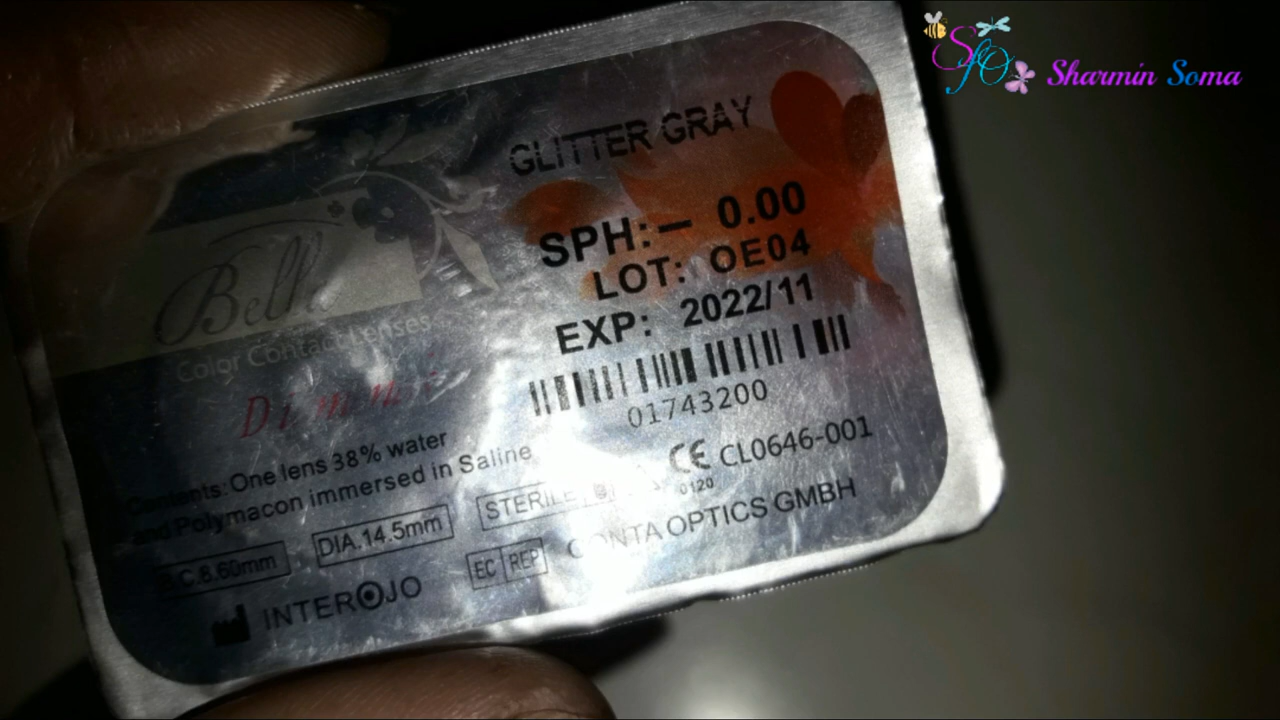 Sharmin Soma
GLITTER GRAY
SPH:— 0.00
LOT: OE04
EXP: 2022/11
01743200
CE CL0646-001
0120
CONTA OPTICS GMBH
Color Contact Lenses
Contents: One lens 38% water
and Polymacon immersed in Saline
B.C.8.60mm
DIA.14.5mm
STERILE
EC REP
INTEROJO